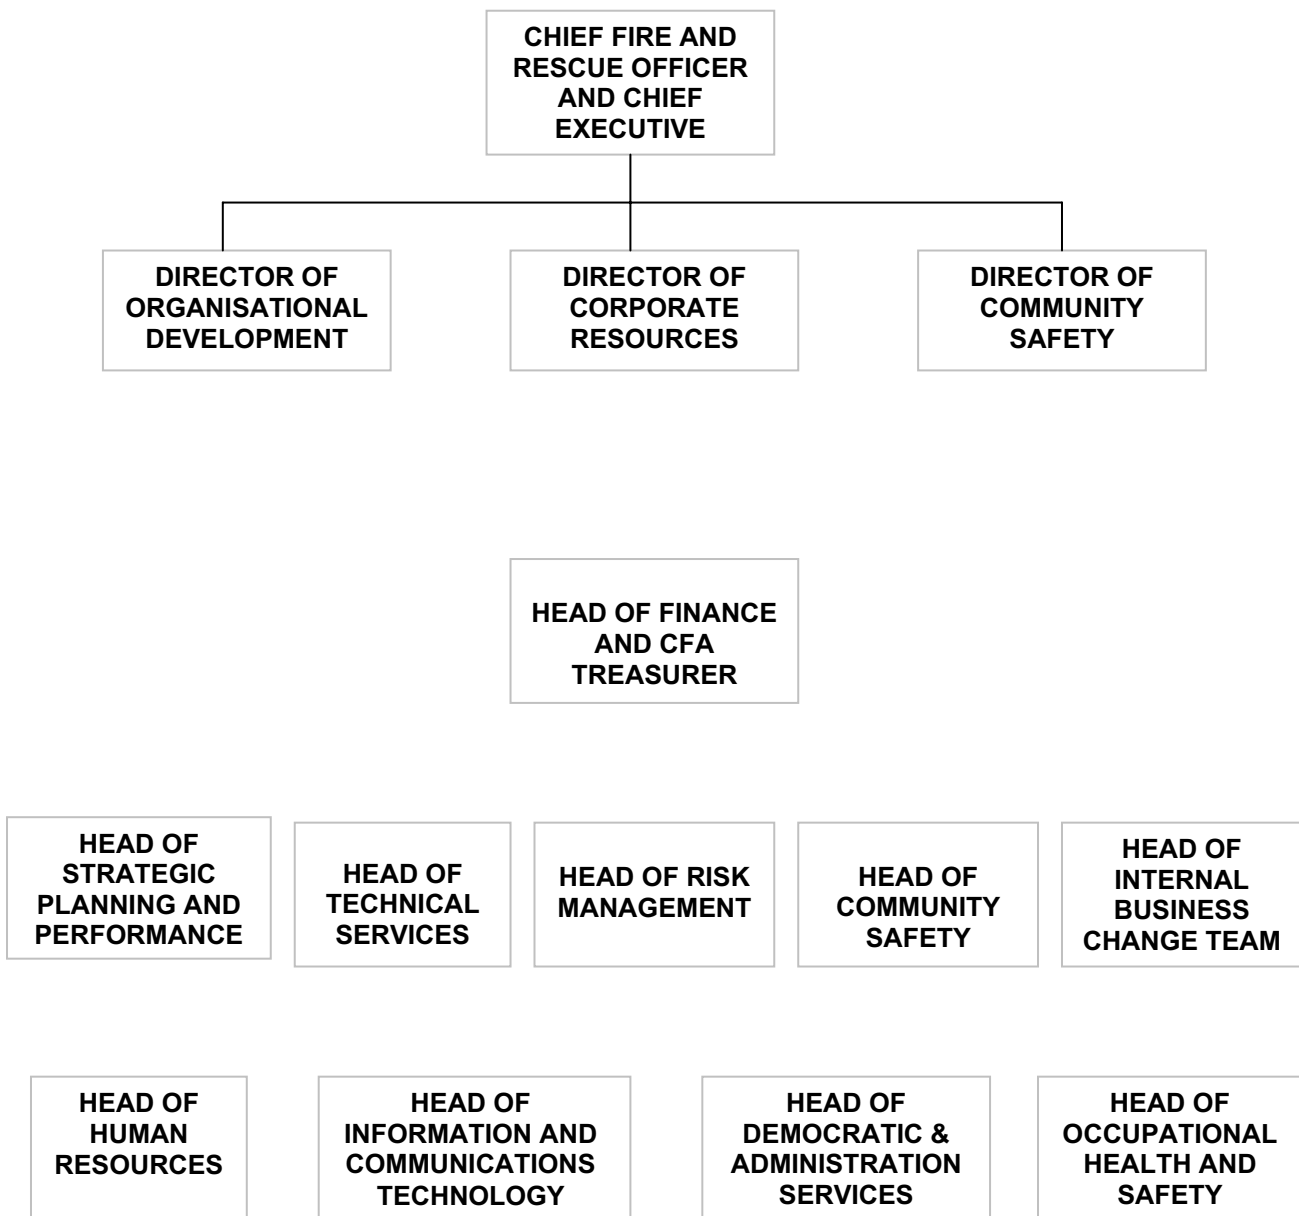 CHIEF FIRE AND
RESCUE OFFICER
AND CHIEF
EXECUTIVE
DIRECTOR OF
ORGANISATIONAL
DEVELOPMENT
DIRECTOR OF
CORPORATE
RESOURCES
DIRECTOR OF
COMMUNITY
SAFETY
HEAD OF FINANCE
AND CFA
TREASURER
HEAD OF
STRATEGIC
PLANNING AND
PERFORMANCE
HEAD OF
TECHNICAL
SERVICES
HEAD OF RISK
MANAGEMENT
HEAD OF
COMMUNITY
SAFETY
HEAD OF
INTERNAL
BUSINESS
CHANGE TEAM
HEAD OF
HUMAN
RESOURCES
HEAD OF
INFORMATION AND
COMMUNICATIONS
TECHNOLOGY
HEAD OF
DEMOCRATIC &
ADMINISTRATION
SERVICES
HEAD OF
OCCUPATIONAL
HEALTH AND
SAFETY